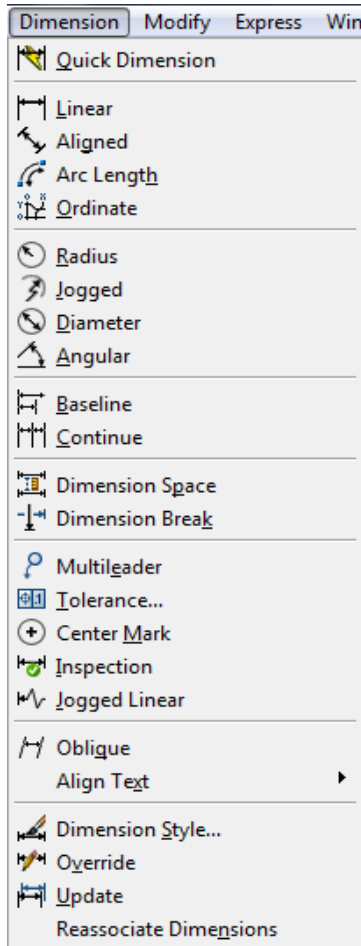 Dimension Modify Express Win
Quick Dimension
Linear
Aligned
Arc Length
Ordinate
Radius
Jogged
Diameter
Angular
Baseline
Continue
Dimension Space
Dimension Break
Multileader
Tolerance...
Center Mark
Inspection
Jogged Linear
Oblique
Align Text
Dimension Style...
Override
Update
Reassociate Dimensions